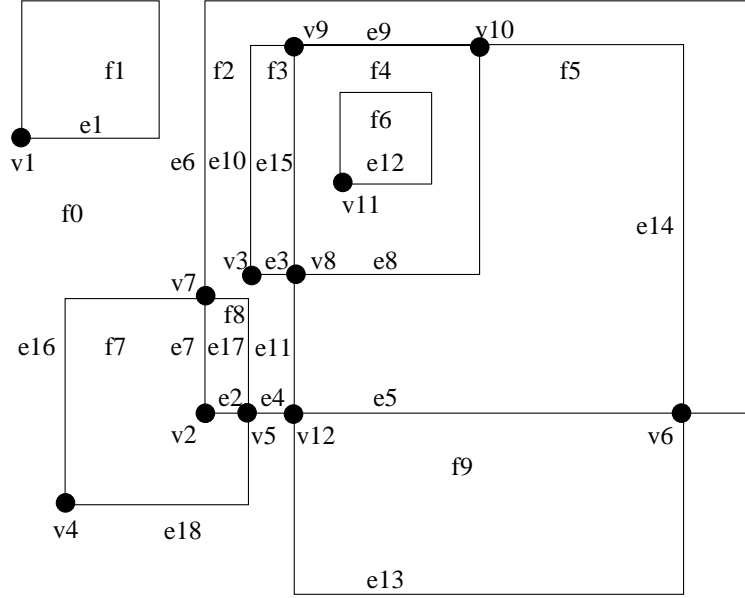 v9 e9 v10
f1 f2 f3 f4 f5
e1 f6
v1 e6 e10 e15 e12
f0 v11
e14
v3 e3 v8 e8
v7
f8
e16 f7 e7 e17 e11
e2 e4 e5
v2 v5 v12 v6
f9
v4 e18
e13